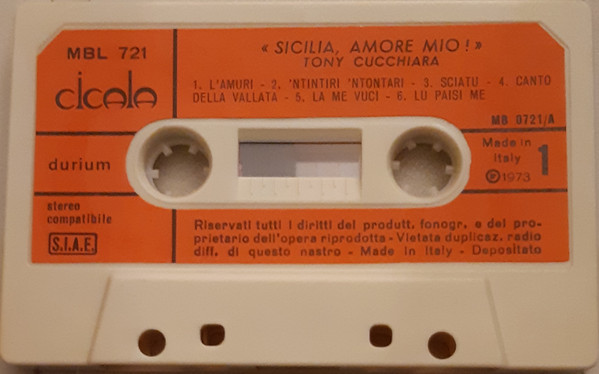 MBL 721
cicala
durium
stereo
compatibile
S.I.A.E.
« SICILIA, AMORE MIO! »
TONY CUCCHIARA
1. L'AMURI - 2. 'NTINTIRI 'NTONTARI - 3. SCIATU - 4. CANTO
DELLA VALLATA - 5. LA ME VUCI - 6. LU PAISI ME
MB 0721/A
Made in
Italy
1
℗1973
Riservati tutti i diritti del produtt. fonogr. e del pro-
prietario dell'opera riprodotta - Vietata duplicaz. radio
diff. di questo nastro - Made in Italy - Depositato